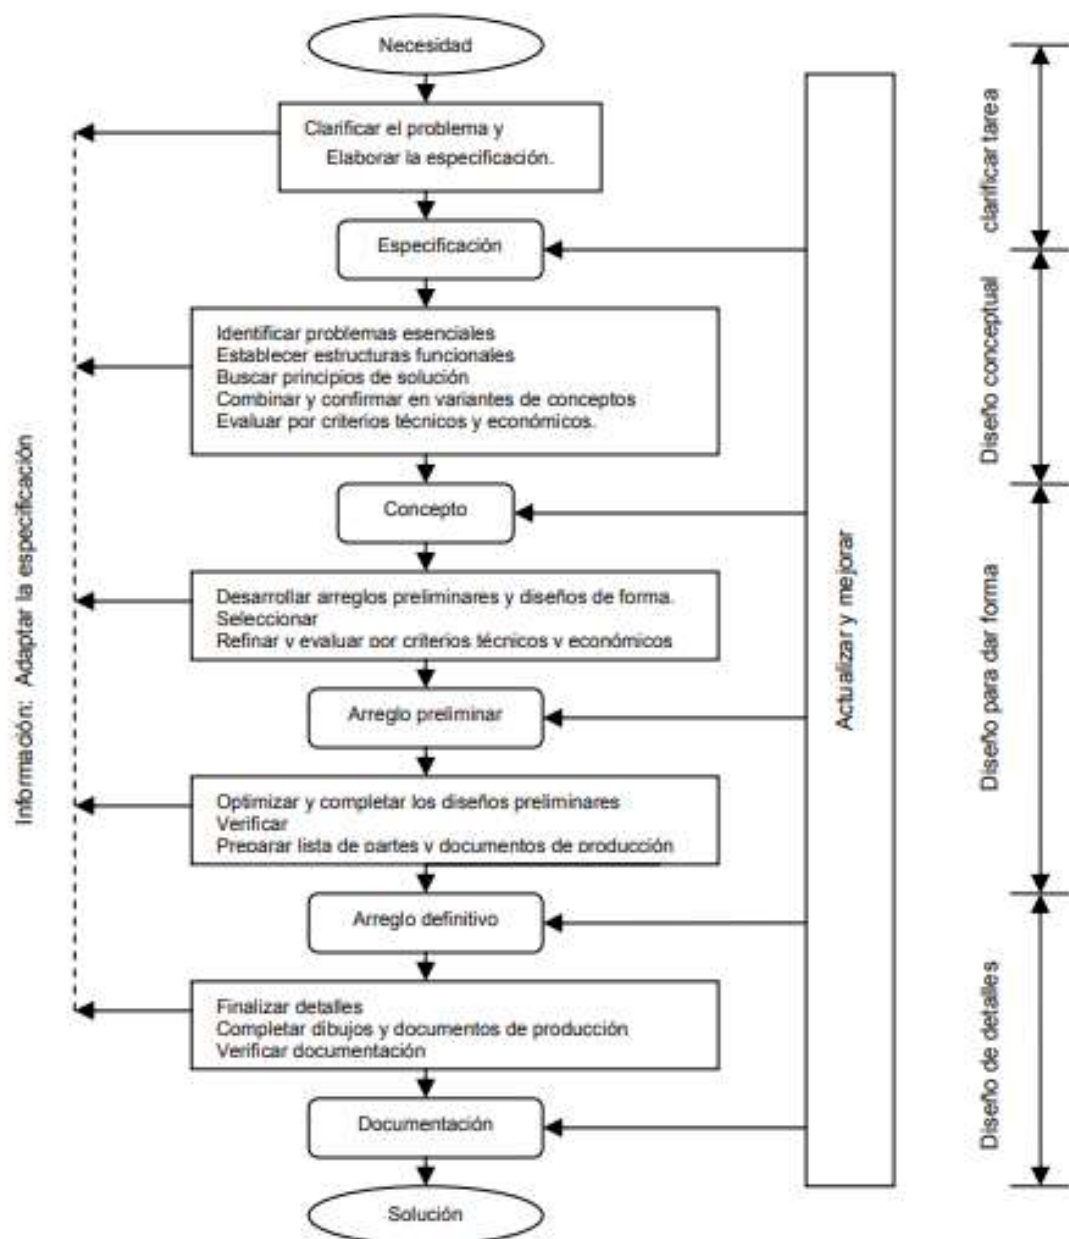 Necesidad
Clarificar el problema y
Elaborar la especificación.
Especificación
Identificar problemas esenciales
Establecer estructuras funcionales
Buscar principios de solución
Combinar y confirmar en variantes de conceptos
Evaluar por criterios técnicos y económicos.
Concepto
Desarrollar arreglos preliminares y diseños de forma.
Seleccionar
Refinar y evaluar por criterios técnicos y económicos
Arreglo preliminar
Optimizar y completar los diseños preliminares
Verificar
Preparar lista de partes y documentos de producción
Arreglo definitivo
Finalizar detalles
Completar dibujos y documentos de producción
Verificar documentación
Documentación
Solución
Información: Adaptar la especificación
Actualizar y mejorar
clarificar tarea
Diseño conceptual
Diseño para dar forma
Diseño de detalles